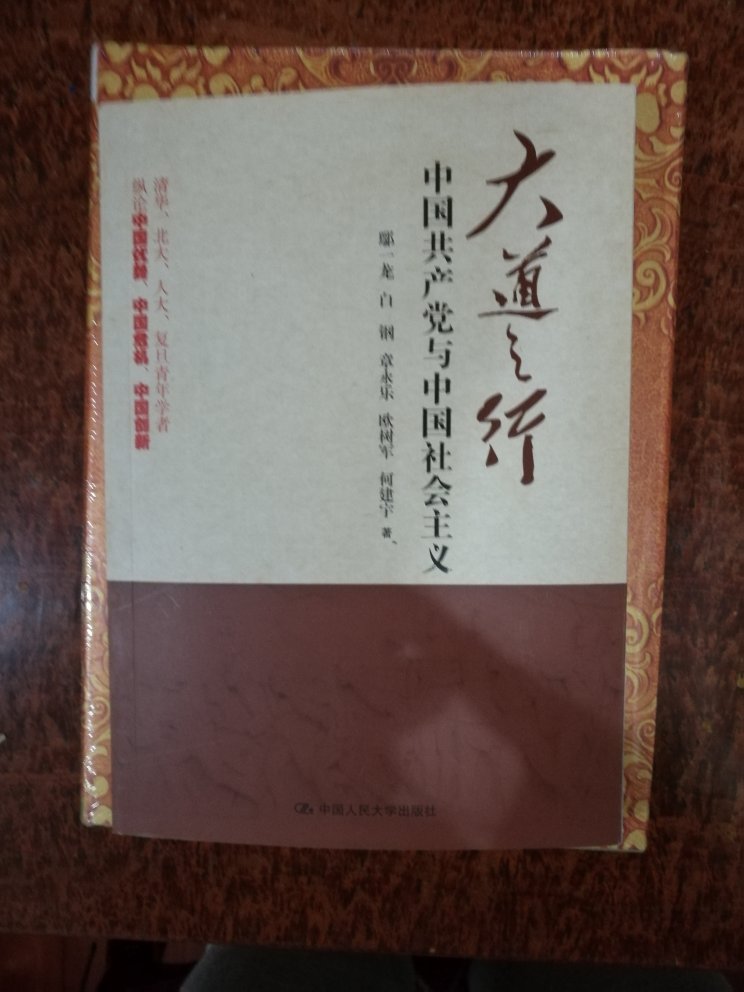 大道之行
中国共产党与中国社会主义
鄢一龙 白 钢 章永乐 欧树军 何建宇 著
清华、北大、人大、复旦青年学者
纵论中国优势、中国危机、中国创新
中国人民大学出版社